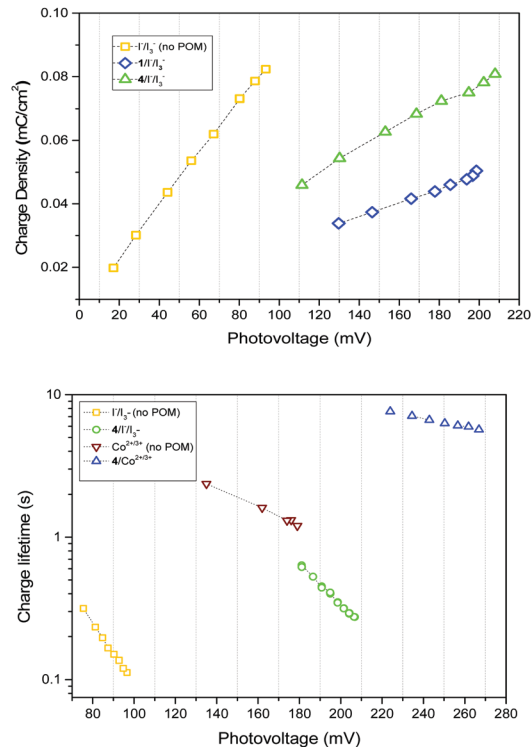 0.10
0.08
0.06
0.04
0.02
Charge Density (mC/cm²)
I⁻/I₃⁻ (no POM)
1/I⁻/I₃⁻
4/I⁻/I₃⁻
0 20 40 60 80 100 120 140 160 180 200 220
Photovoltage (mV)
10
1
0.1
Charge lifetime (s)
I⁻/I₃- (no POM)
4/I⁻/I₃-
Co²⁺/³⁺ (no POM)
4/Co²⁺/³⁺
80 100 120 140 160 180 200 220 240 260 280
Photovoltage (mV)